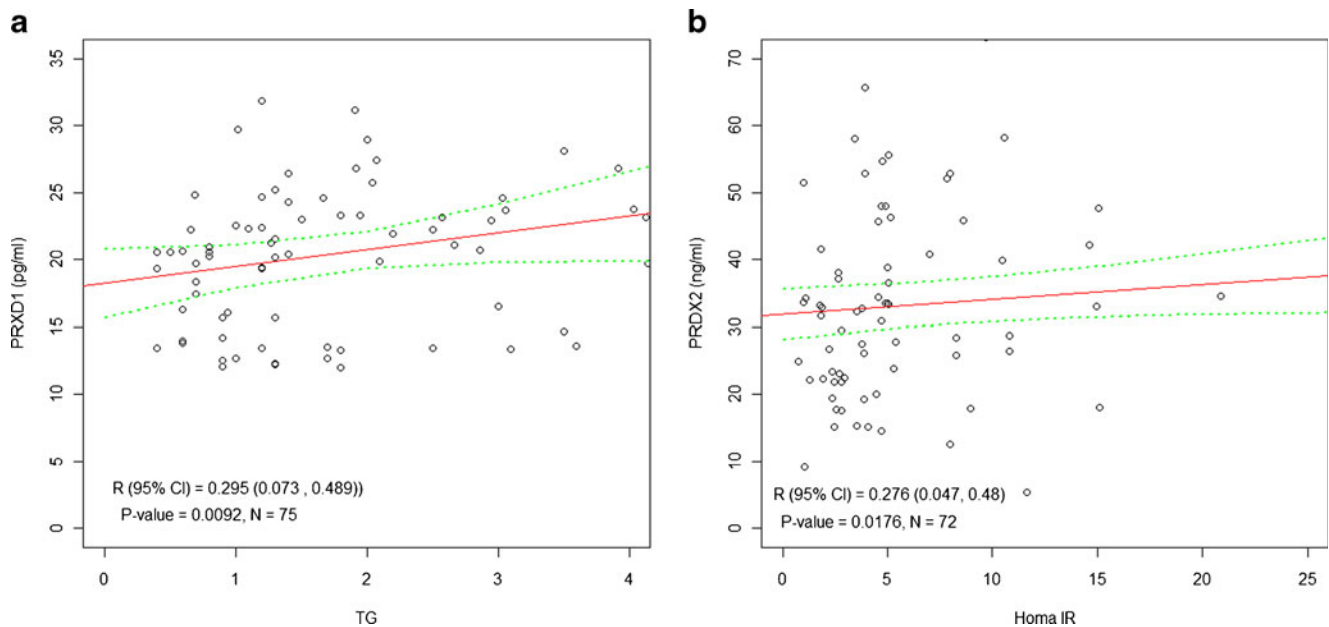 a
35
30
25
20
15
10
5
0
PRXD1 (pg/ml)
R (95% CI) = 0.295 (0.073 , 0.489))
P-value = 0.0092, N = 75
0 1 2 3 4
TG
b
70
60
50
40
30
20
10
0
PRDX2 (ng/ml)
R (95% CI) = 0.276 (0.047, 0.48)
P-value = 0.0176, N = 72
0 5 10 15 20 25
Homa IR